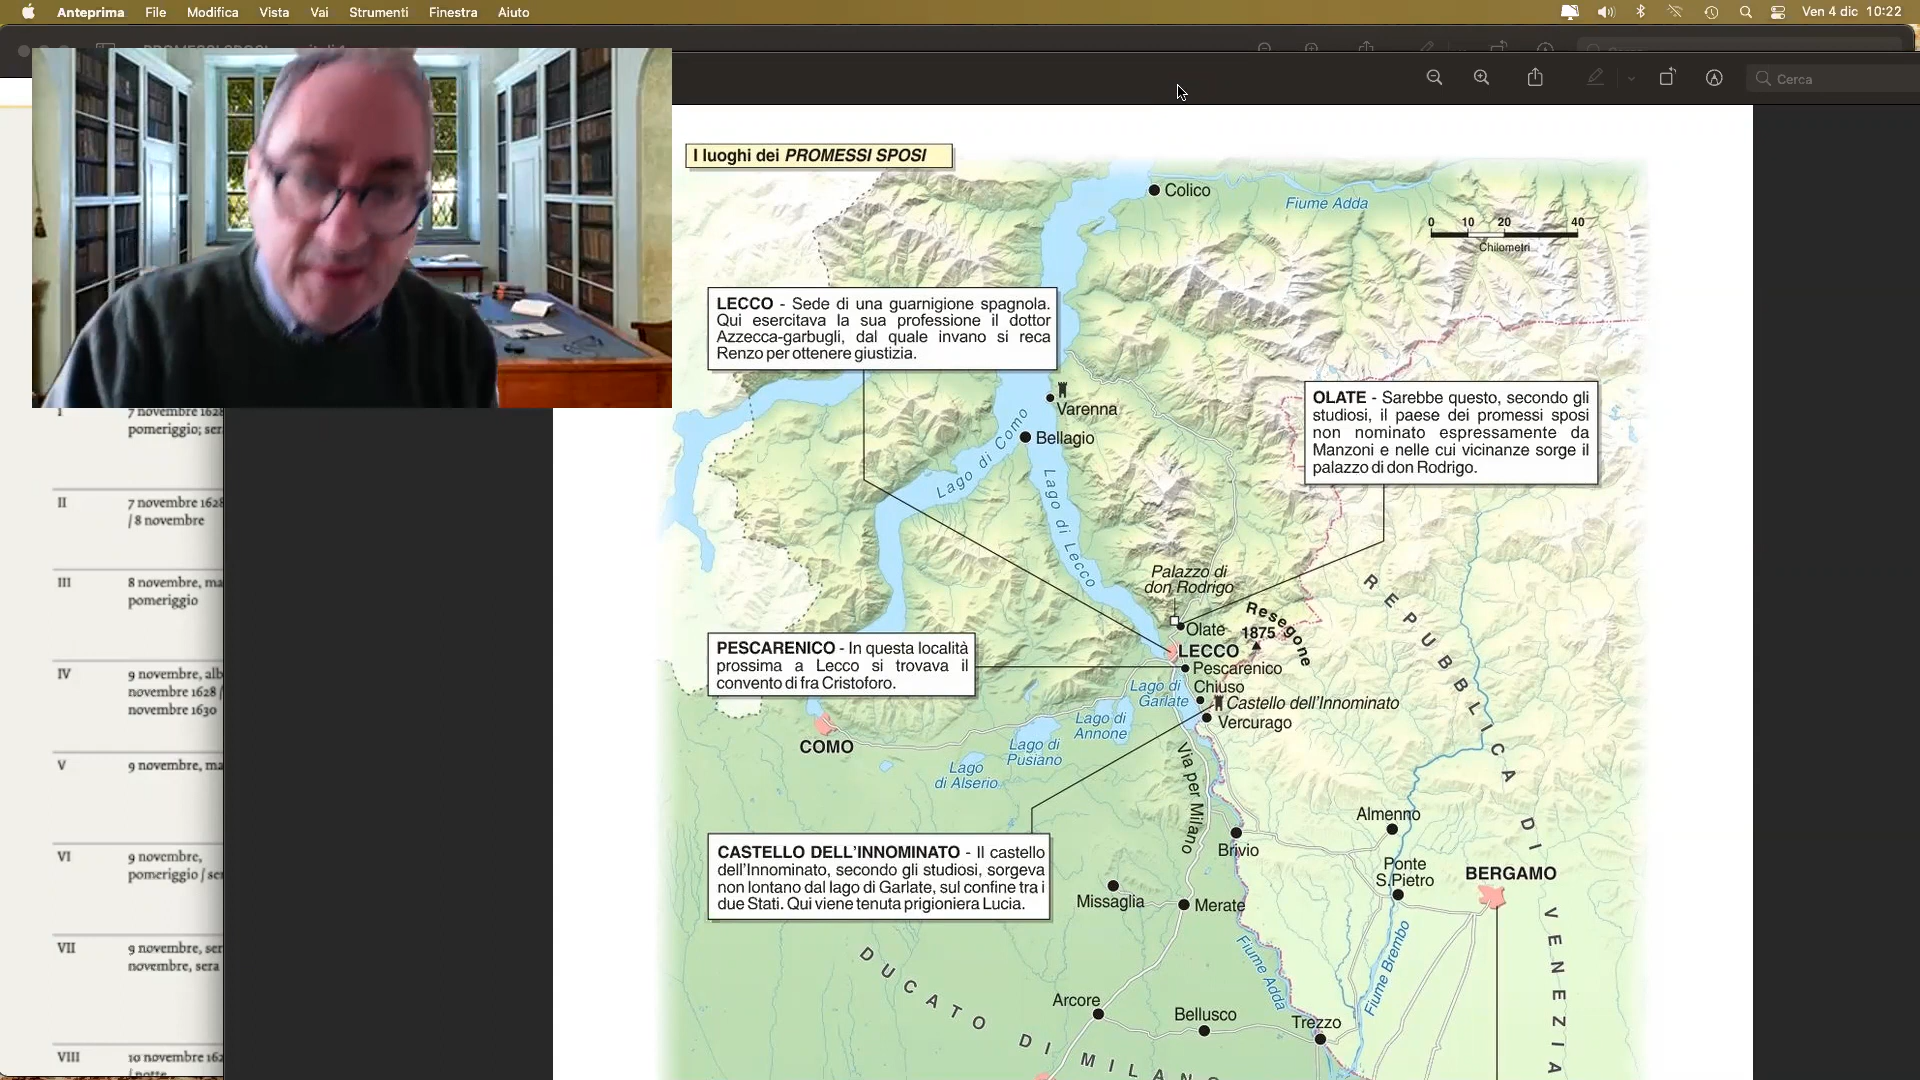 Anteprima File Modifica Vista Vai Strumenti Finestra Aiuto
Ven 4 dic 10:22
Cerca
I luoghi dei PROMESSI SPOSI
Colico
Fiume Adda
0 10 20 40
Chilometri
LECCO - Sede di una guarnigione spagnola.
Qui esercitava la sua professione il dottor
Azzecca-garbugli, dal quale invano si reca
Renzo per ottenere giustizia.
Varenna
Bellagio
Lago di Como
Lago di Lecco
OLATE - Sarebbe questo, secondo gli
studiosi, il paese dei promessi sposi
non nominato espressamente da
Manzoni e nelle cui vicinanze sorge il
palazzo di don Rodrigo.
Palazzo di
don Rodrigo
Olate
Resegone
1875
LECCO
Pescarenico
Chiuso
Castello dell'Innominato
Vercurago
PESCARENICO - In questa località
prossima a Lecco si trovava il
convento di fra Cristoforo.
Lago di
Garlate
Lago di
Annone
Lago di
Pusiano
Lago
di Alserio
COMO
Via per Milano
CASTELLO DELL'INNOMINATO - Il castello
dell'Innominato, secondo gli studiosi, sorgeva
non lontano dal lago di Garlate, sul confine tra i
due Stati. Qui viene tenuta prigioniera Lucia.
Brivio
Almenno
Ponte
S.Pietro
BERGAMO
Missaglia
Merate
Fiume Adda
Fiume Brembo
REPUBBLICA DI VENEZIA
DUCATO DI MILAN
Arcore
Bellusco
Trezzo
I 7 novembre 1628
pomeriggio; ser
II 7 novembre 1628
/ 8 novembre
III 8 novembre, ma
pomeriggio
IV 9 novembre, alb
novembre 1628 /
novembre 1630
V 9 novembre, ma
VI 9 novembre,
pomeriggio / ser
VII 9 novembre, ser
novembre, sera
VIII 10 novembre 162
/ notte